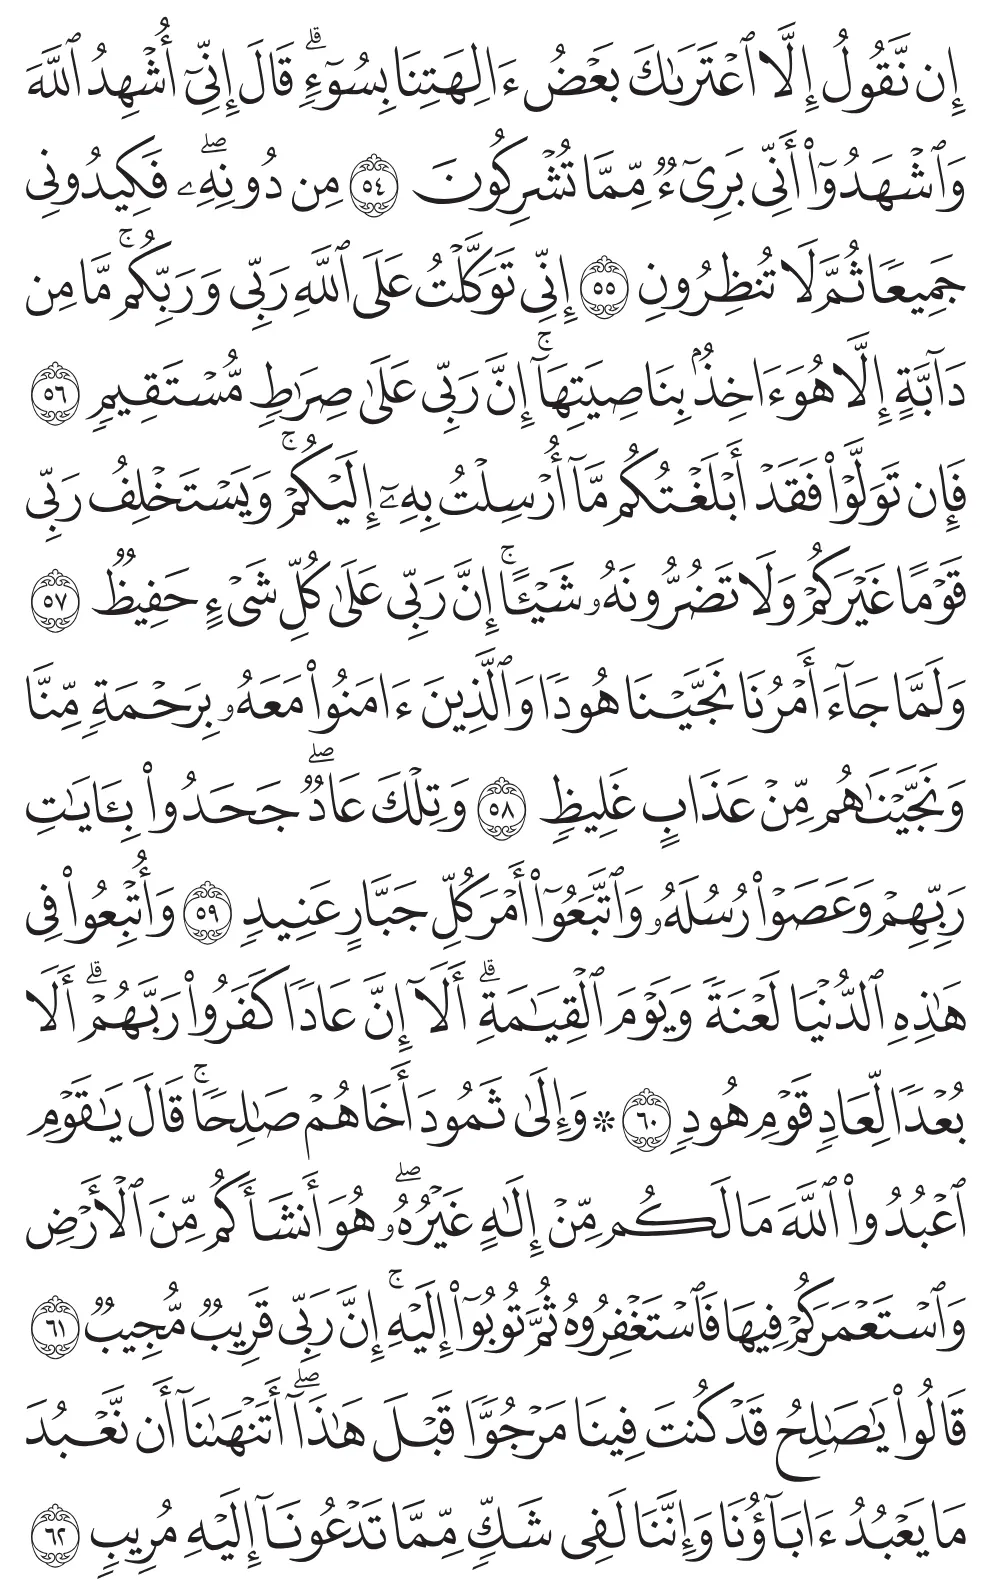 إِن نَّقُولُ إِلَّا ٱعْتَرَىٰكَ بَعْضُ ءَالِهَتِنَا بِسُوٓءٍۗ قَالَ إِنِّىٓ أُشْهِدُ ٱللَّهَ
وَٱشْهَدُوٓا۟ أَنِّى بَرِىٓءٌ مِّمَّا تُشْرِكُونَ ٥٤ مِن دُونِهِۦۖ فَكِيدُونِى
جَمِيعًا ثُمَّ لَا تُنظِرُونِ ٥٥ إِنِّى تَوَكَّلْتُ عَلَى ٱللَّهِ رَبِّى وَرَبِّكُمۚ مَّا مِن
دَآبَّةٍ إِلَّا هُوَ ءَاخِذٌۢ بِنَاصِيَتِهَآۚ إِنَّ رَبِّى عَلَىٰ صِرَٰطٍ مُّسْتَقِيمٍ ٥٦
فَإِن تَوَلَّوْا۟ فَقَدْ أَبْلَغْتُكُم مَّآ أُرْسِلْتُ بِهِۦٓ إِلَيْكُمْۚ وَيَسْتَخْلِفُ رَبِّى
قَوْمًا غَيْرَكُمْ وَلَا تَضُرُّونَهُۥ شَيْـًٔاۚ إِنَّ رَبِّى عَلَىٰ كُلِّ شَىْءٍ حَفِيظٌ ٥٧
وَلَمَّا جَآءَ أَمْرُنَا نَجَّيْنَا هُودًا وَٱلَّذِينَ ءَامَنُوا۟ مَعَهُۥ بِرَحْمَةٍ مِّنَّا
وَنَجَّيْنَٰهُم مِّنْ عَذَابٍ غَلِيظٍ ٥٨ وَتِلْكَ عَادٌۖ جَحَدُوا۟ بِـَٔايَٰتِ
رَبِّهِمْ وَعَصَوْا۟ رُسُلَهُۥ وَٱتَّبَعُوٓا۟ أَمْرَ كُلِّ جَبَّارٍ عَنِيدٍ ٥٩ وَأُتْبِعُوا۟ فِى
هَٰذِهِ ٱلدُّنْيَا لَعْنَةً وَيَوْمَ ٱلْقِيَٰمَةِۗ أَلَآ إِنَّ عَادًا كَفَرُوا۟ رَبَّهُمْۗ أَلَا
بُعْدًا لِّعَادٍ قَوْمِ هُودٍ ٦٠ ۞ وَإِلَىٰ ثَمُودَ أَخَاهُمْ صَٰلِحًاۚ قَالَ يَٰقَوْمِ
ٱعْبُدُوا۟ ٱللَّهَ مَا لَكُم مِّنْ إِلَٰهٍ غَيْرُهُۥۖ هُوَ أَنشَأَكُم مِّنَ ٱلْأَرْضِ
وَٱسْتَعْمَرَكُمْ فِيهَا فَٱسْتَغْفِرُوهُ ثُمَّ تُوبُوٓا۟ إِلَيْهِۚ إِنَّ رَبِّى قَرِيبٌ مُّجِيبٌ ٦١
قَالُوا۟ يَٰصَٰلِحُ قَدْ كُنتَ فِينَا مَرْجُوًّا قَبْلَ هَٰذَآۖ أَتَنْهَىٰنَآ أَن نَّعْبُدَ
مَا يَعْبُدُ ءَابَآؤُنَا وَإِنَّنَا لَفِى شَكٍّ مِّمَّا تَدْعُونَآ إِلَيْهِ مُرِيبٍ ٦٢